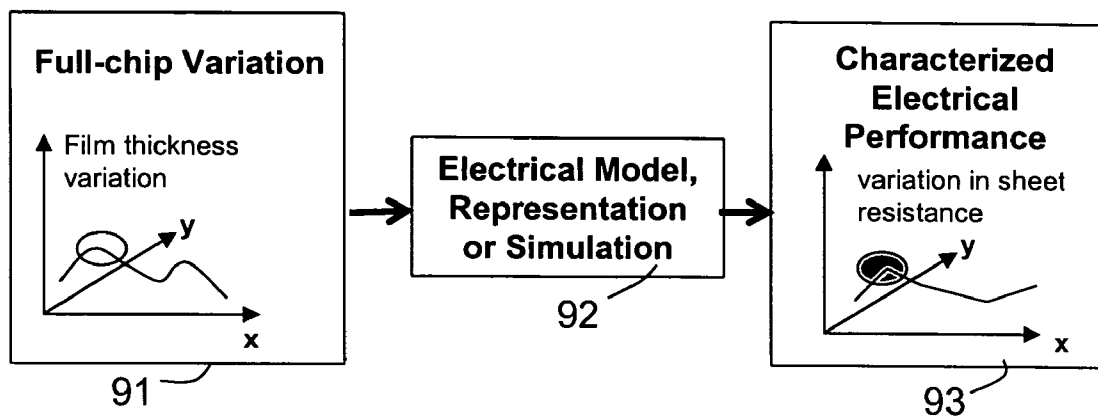 Full-chip Variation
Film thickness
variation
y
x
91
Electrical Model,
Representation
or Simulation
92
Characterized
Electrical
Performance
variation in sheet
resistance
y
x
93